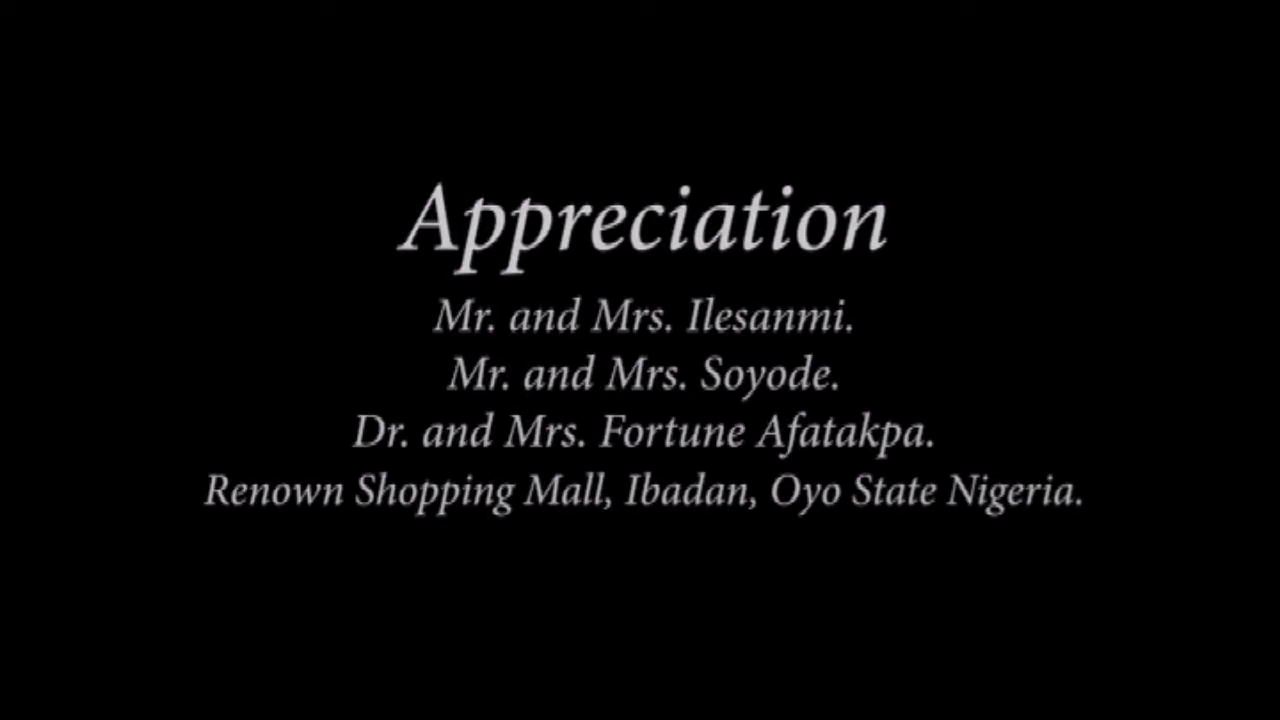 Appreciation
Mr. and Mrs. Ilesanmi.
Mr. and Mrs. Soyode.
Dr. and Mrs. Fortune Afatakpa.
Renown Shopping Mall, Ibadan, Oyo State Nigeria.